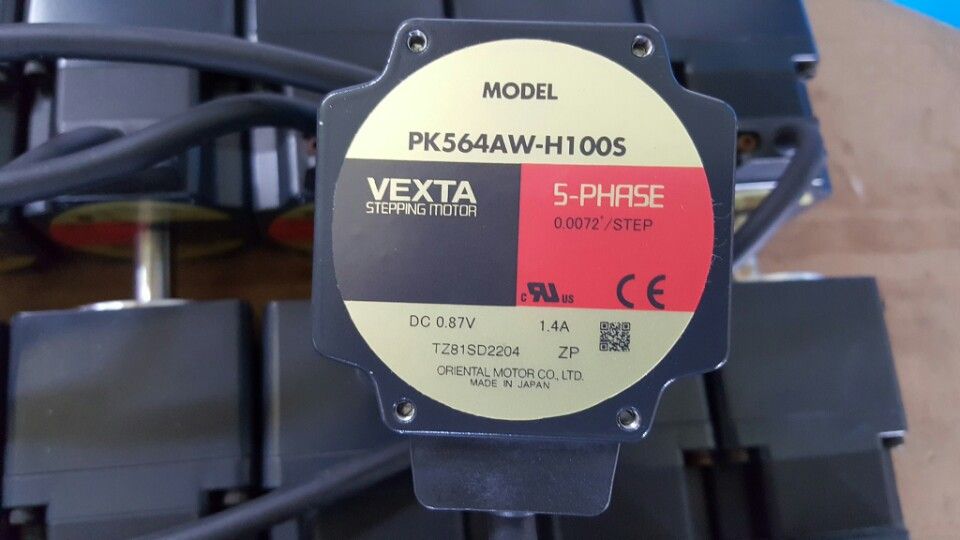 MODEL
PK564AW-H100S
VEXTA
STEPPING MOTOR
5-PHASE
0.0072°/STEP
c RU us CE
DC 0.87V 1.4A
TZ81SD2204 ZP
ORIENTAL MOTOR CO., LTD.
MADE IN JAPAN